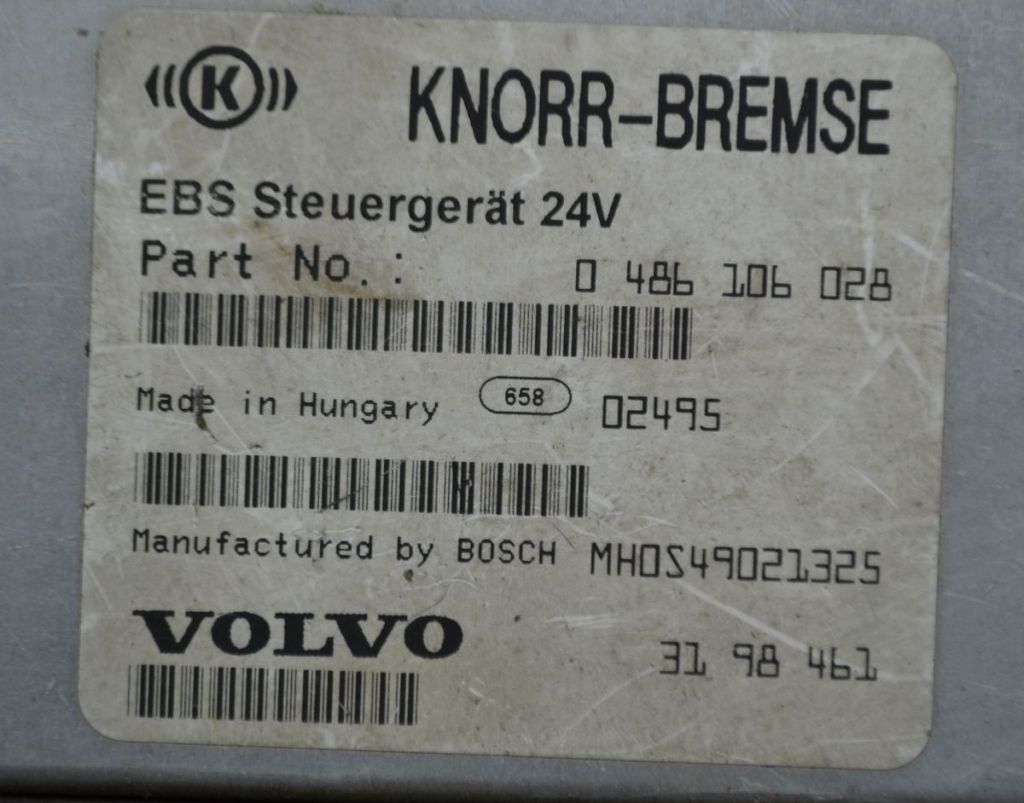 K KNORR-BREMSE
EBS Steuergerät 24V
Part No.: 0 486 106 028
Made in Hungary 658 02495
Manufactured by BOSCH MH0S49021325
VOLVO 31 98 461